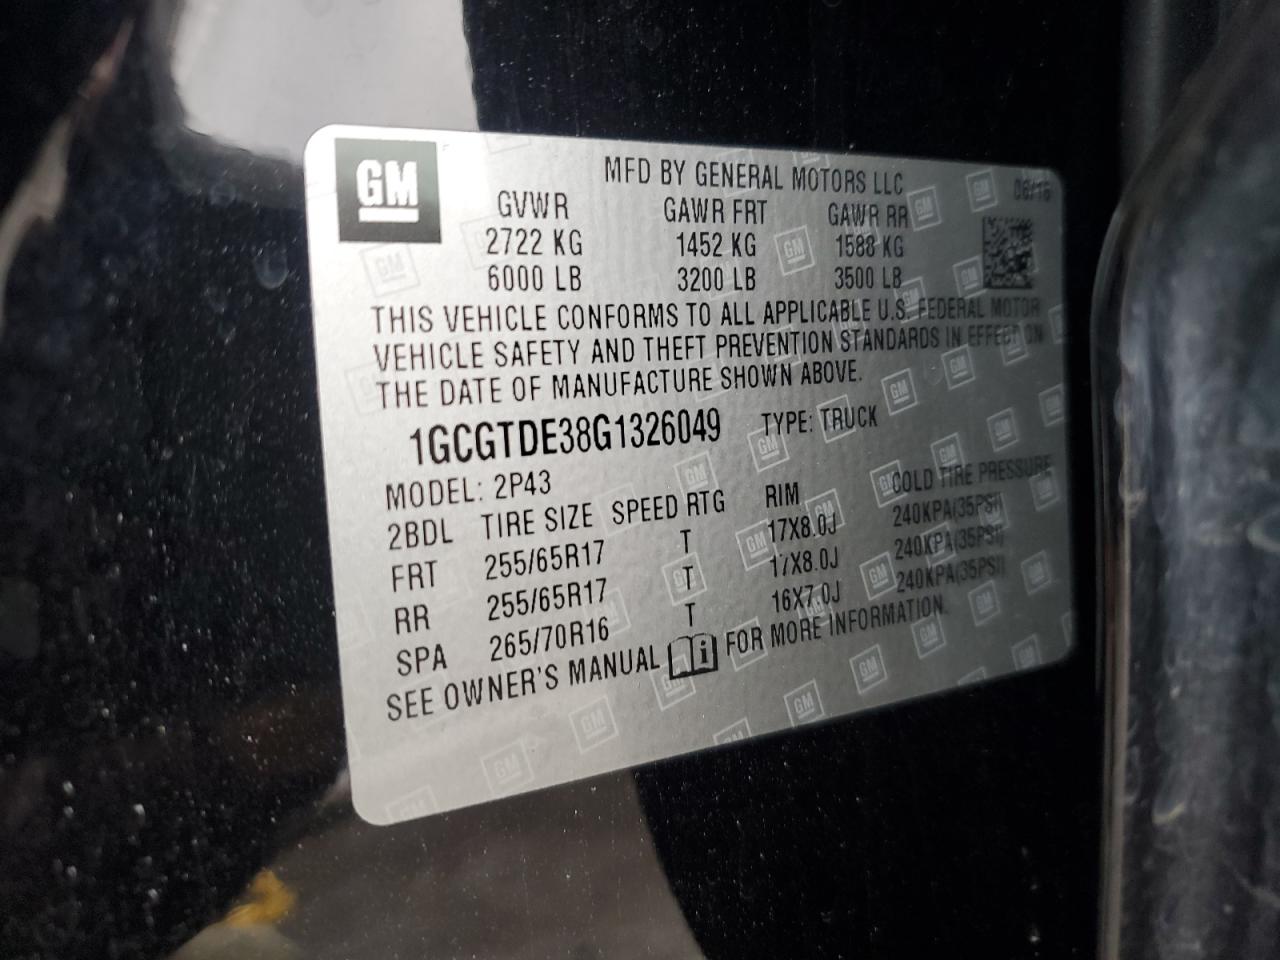 GM
MFD BY GENERAL MOTORS LLC
06/16
GVWR GAWR FRT GAWR RR
2722 KG 1452 KG 1588 KG
6000 LB 3200 LB 3500 LB
THIS VEHICLE CONFORMS TO ALL APPLICABLE U.S. FEDERAL MOTOR
VEHICLE SAFETY AND THEFT PREVENTION STANDARDS IN EFFECT ON
THE DATE OF MANUFACTURE SHOWN ABOVE.
1GCGTDE38G1326049 TYPE: TRUCK
MODEL: 2P43
2BDL TIRE SIZE SPEED RTG RIM COLD TIRE PRESSURE
FRT 255/65R17 T 17X8.0J 240KPA(35PSI)
RR 255/65R17 T 17X8.0J 240KPA(35PSI)
SPA 265/70R16 T 16X7.0J 240KPA(35PSI)
SEE OWNER'S MANUAL i FOR MORE INFORMATION.